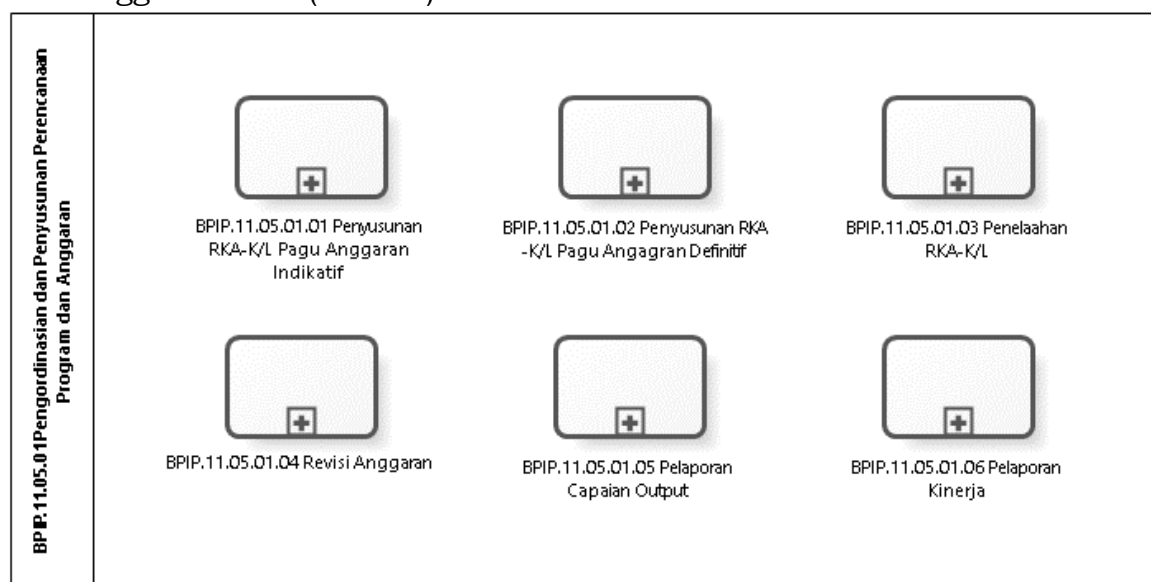 BPIP.11.05.01Pengordinasian dan Penyusunan Perencanaan
Program dan Anggaran
BPIP.11.05.01.01 Penyusunan
RKA-K/L Pagu Anggaran
Indikatif
BPIP.11.05.01.02 Penyusunan RKA
-K/L Pagu Angagran Definitif
BPIP.11.05.01.03 Penelaahan
RKA-K/L
BPIP.11.05.01.04 Revisi Anggaran
BPIP.11.05.01.05 Pelaporan
Capaian Output
BPIP.11.05.01.06 Pelaporan
Kinerja